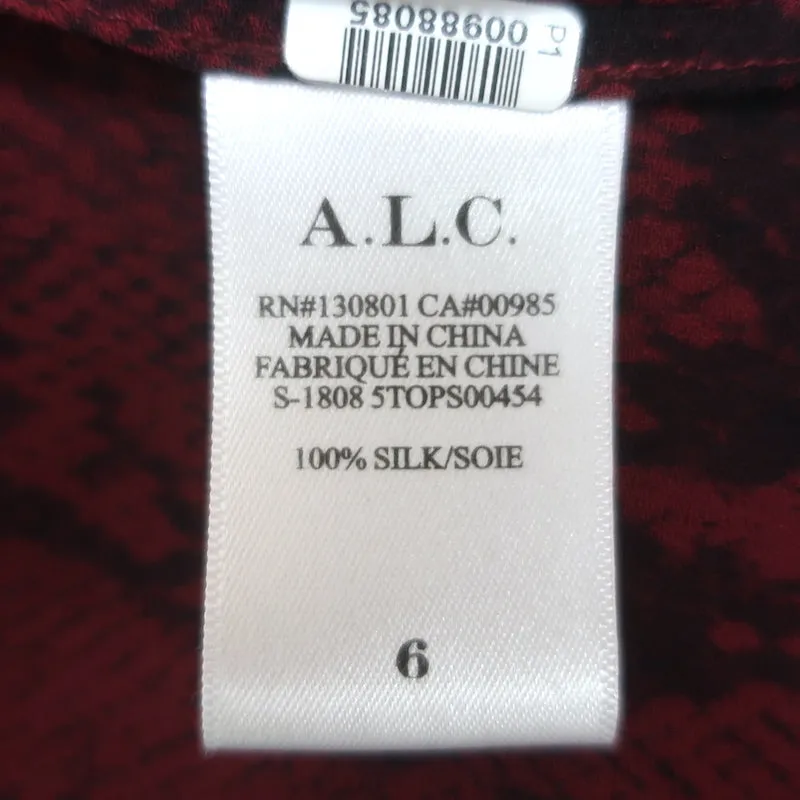 P1
00988085
A.L.C.
RN#130801 CA#00985
MADE IN CHINA
FABRIQUÉ EN CHINE
S-1808 5TOPS00454
100% SILK/SOIE
6